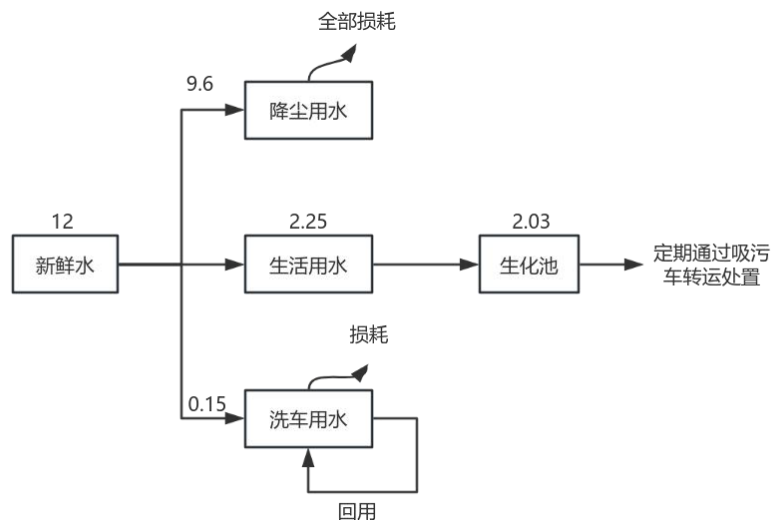 全部损耗
9.6
降尘用水
12
新鲜水
2.25
生活用水
2.03
生化池
定期通过吸污
车转运处置
损耗
0.15
洗车用水
回用